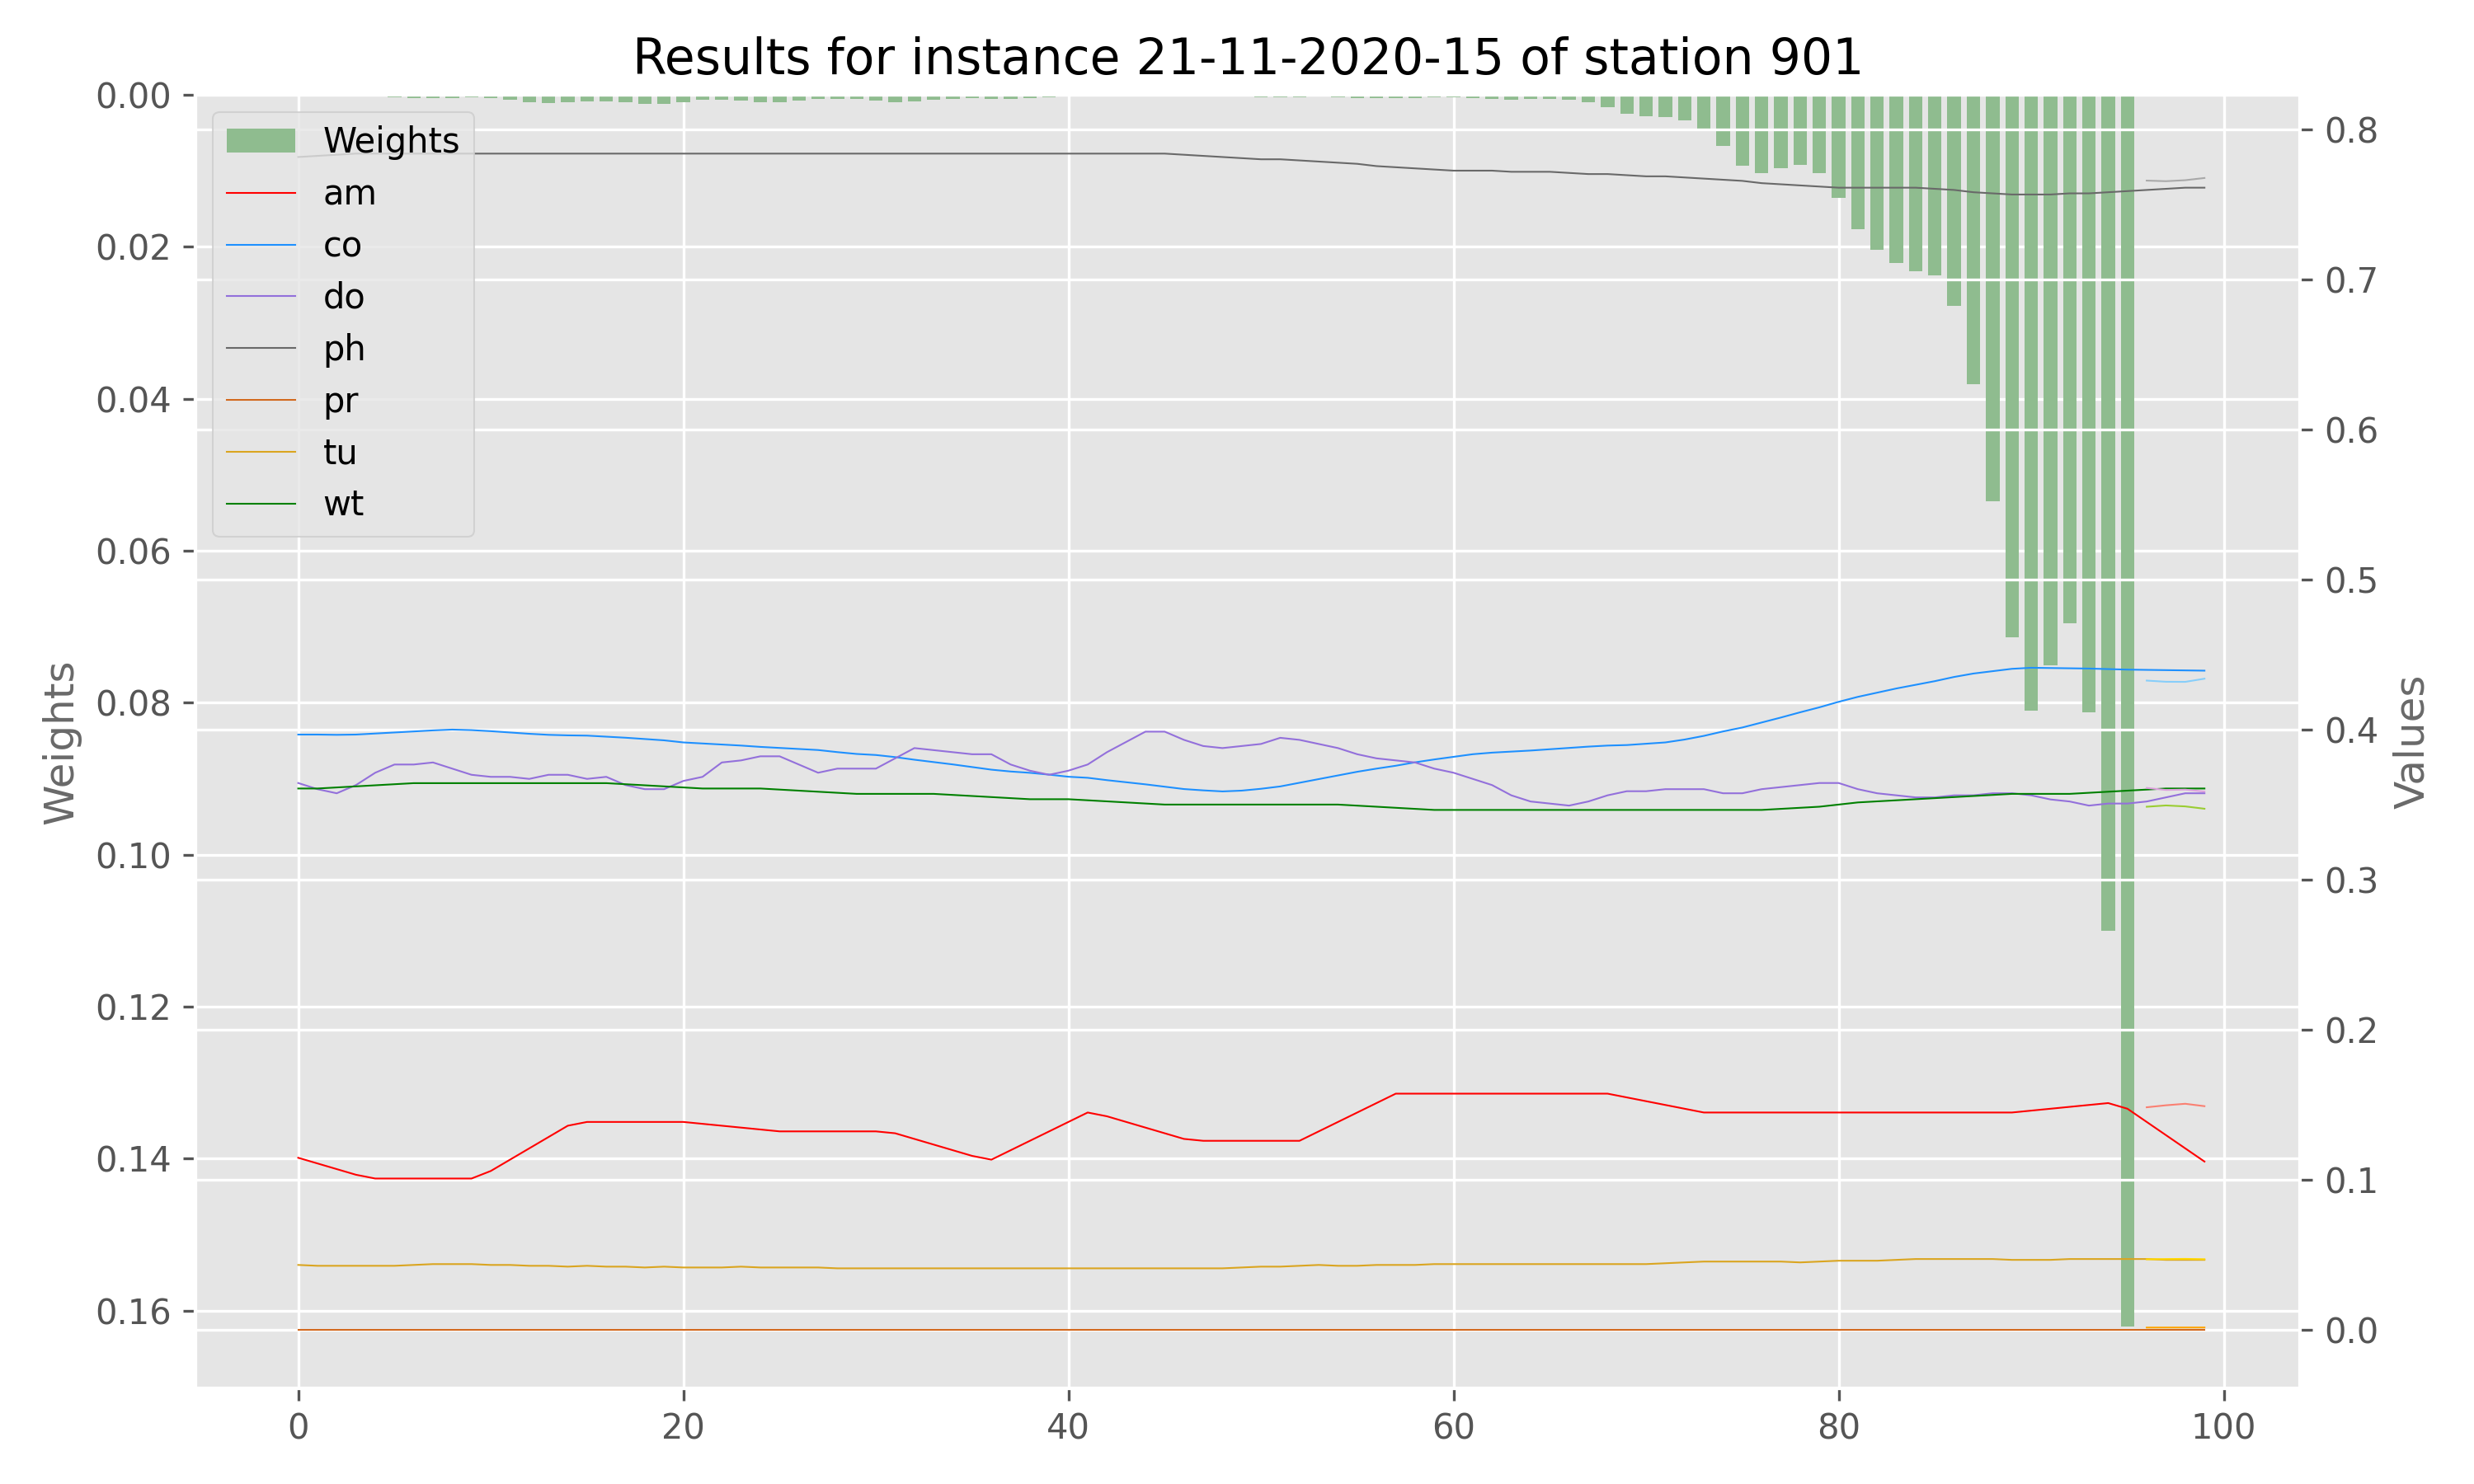 Results for instance 21-11-2020-15 of station 901
0.00
0.02
0.04
0.06
0.08
0.10
0.12
0.14
0.16
Weights
Weights
am
co
do
ph
pr
tu
wt
0.8
0.7
0.6
0.5
0.4
0.3
0.2
0.1
0.0
Values
0 20 40 60 80 100